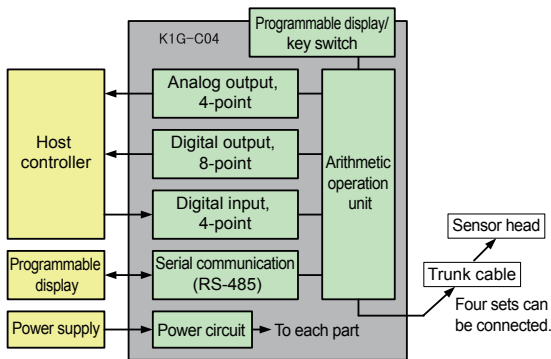 K1G-C04
Programmable display/
key switch
Analog output,
4-point
Host
controller
Digital output,
8-point
Arithmetic
operation
unit
Digital input,
4-point
Sensor head
Programmable
display
Serial communication
(RS-485)
Trunk cable
Four sets can
be connected.
Power supply
Power circuit
To each part